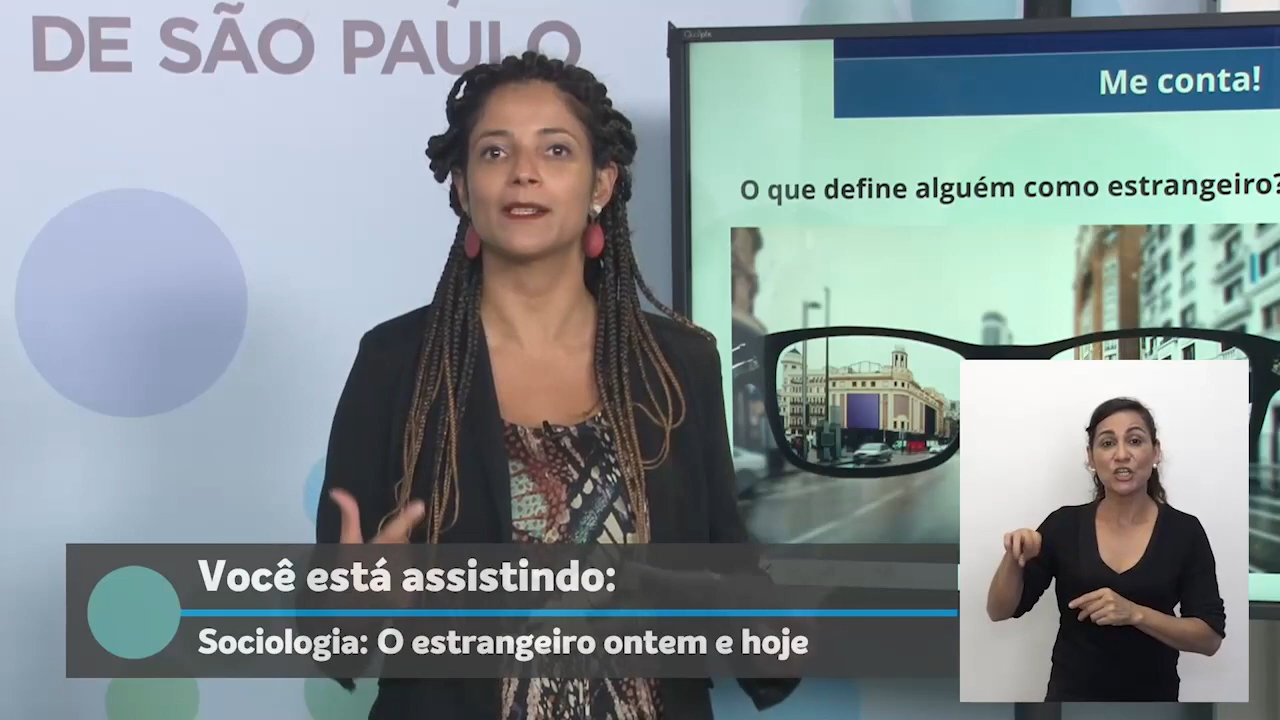 DE SÃO PAULO
Me conta!
O que define alguém como estrangeiro?
Você está assistindo:
Sociologia: O estrangeiro ontem e hoje